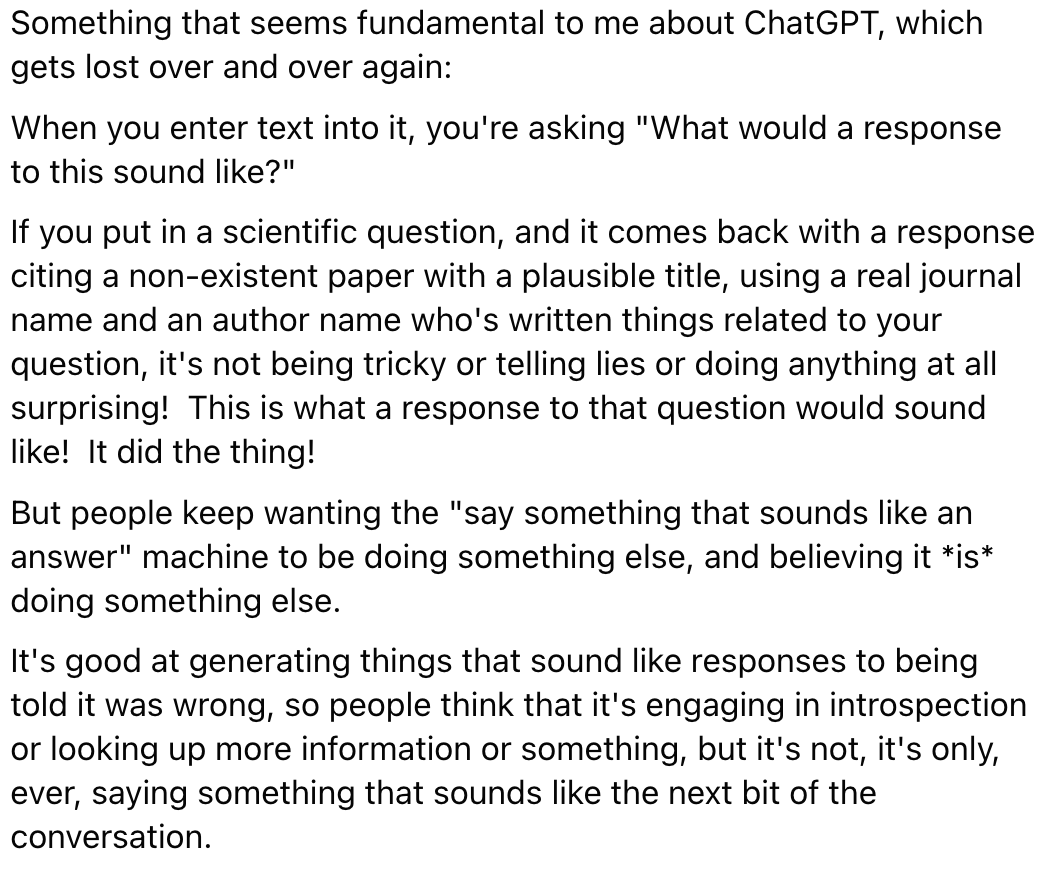 Something that seems fundamental to me about ChatGPT, which
gets lost over and over again:
When you enter text into it, you're asking "What would a response
to this sound like?"
If you put in a scientific question, and it comes back with a response
citing a non-existent paper with a plausible title, using a real journal
name and an author name who's written things related to your
question, it's not being tricky or telling lies or doing anything at all
surprising!  This is what a response to that question would sound
like!  It did the thing!
But people keep wanting the "say something that sounds like an
answer" machine to be doing something else, and believing it *is*
doing something else.
It's good at generating things that sound like responses to being
told it was wrong, so people think that it's engaging in introspection
or looking up more information or something, but it's not, it's only,
ever, saying something that sounds like the next bit of the
conversation.